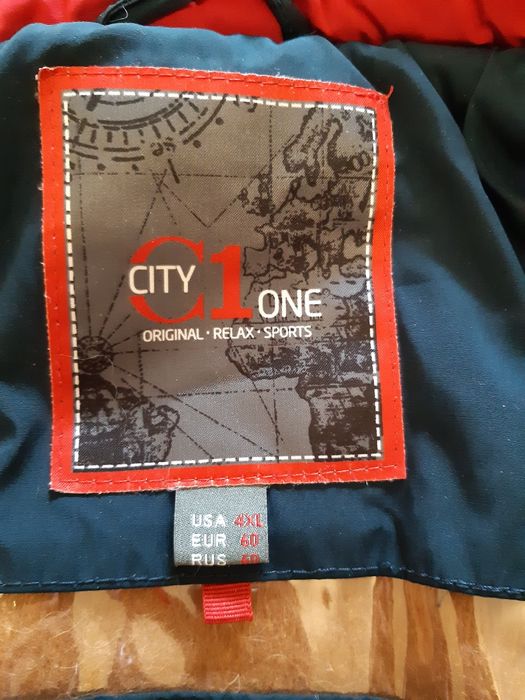 CITY C1 ONE
ORIGINAL • RELAX • SPORTS
USA 4XL
EUR 60
RUS